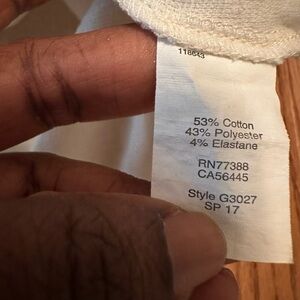 118643
53% Cotton
43% Polyester
4% Elastane
RN77388
CA56445
Style G3027
SP 17